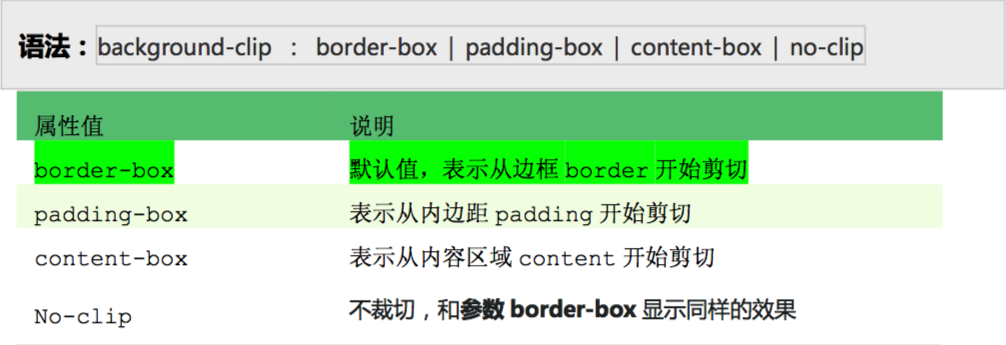 语法：background-clip ： border-box | padding-box | content-box | no-clip
属性值 说明
border-box 默认值，表示从边框 border 开始剪切
padding-box 表示从内边距 padding 开始剪切
content-box 表示从内容区域 content 开始剪切
No-clip 不裁切，和参数 border-box 显示同样的效果